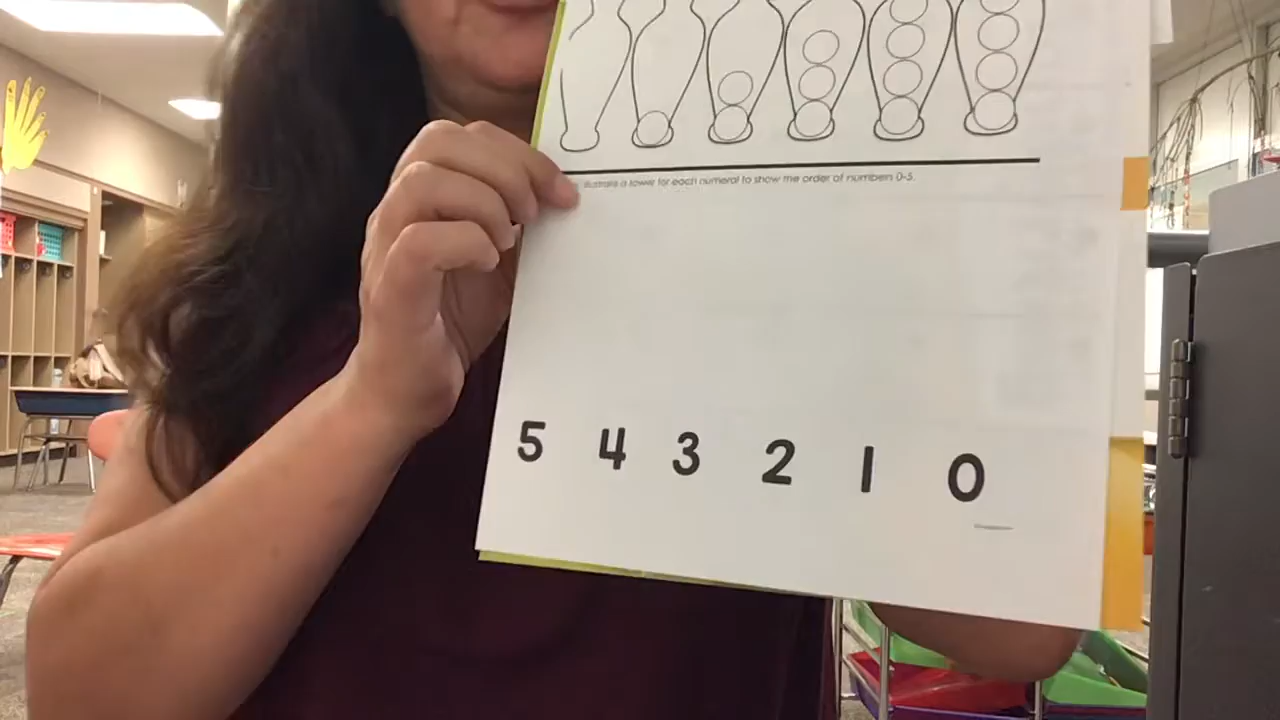 Illustrate a tower for each numeral to show the order of numbers 0-5.
5 4 3 2 1 0